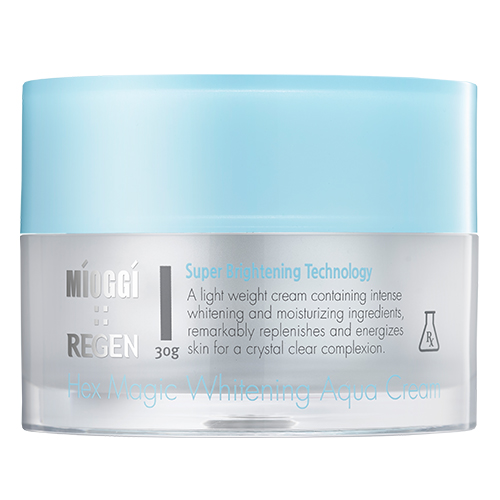 MíOGGí
REGEN
30g
Super Brightening Technology
A light weight cream containing intense
whitening and moisturizing ingredients,
remarkably replenishes and energizes
skin for a crystal clear complexion.
Rx
Hex Magic Whitening Aqua Cream